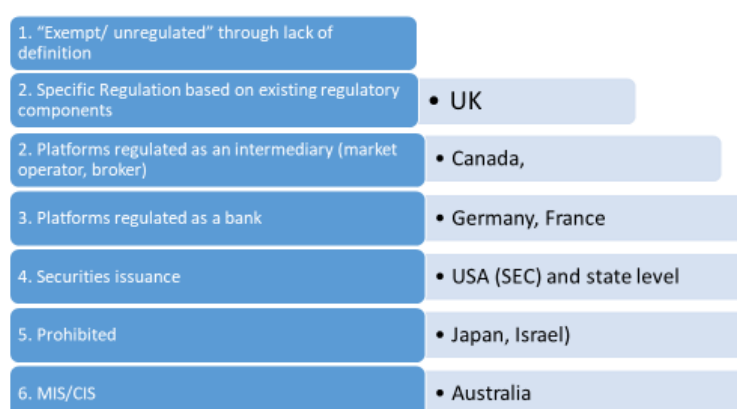 1. “Exempt/ unregulated” through lack of
definition
2. Specific Regulation based on existing regulatory
components
• UK
2. Platforms regulated as an intermediary (market
operator, broker)
• Canada,
3. Platforms regulated as a bank
• Germany, France
4. Securities issuance
• USA (SEC) and state level
5. Prohibited
• Japan, Israel)
6. MIS/CIS
• Australia